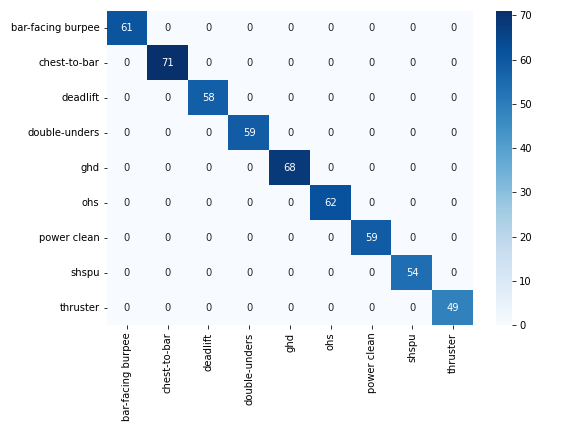 bar-facing burpee 61 0 0 0 0 0 0 0 0
chest-to-bar 0 71 0 0 0 0 0 0 0
deadlift 0 0 58 0 0 0 0 0 0
double-unders 0 0 0 59 0 0 0 0 0
ghd 0 0 0 0 68 0 0 0 0
ohs 0 0 0 0 0 62 0 0 0
power clean 0 0 0 0 0 0 59 0 0
shspu 0 0 0 0 0 0 0 54 0
thruster 0 0 0 0 0 0 0 0 49
bar-facing burpee
chest-to-bar
deadlift
double-unders
ghd
ohs
power clean
shspu
thruster
70
60
50
40
30
20
10
0